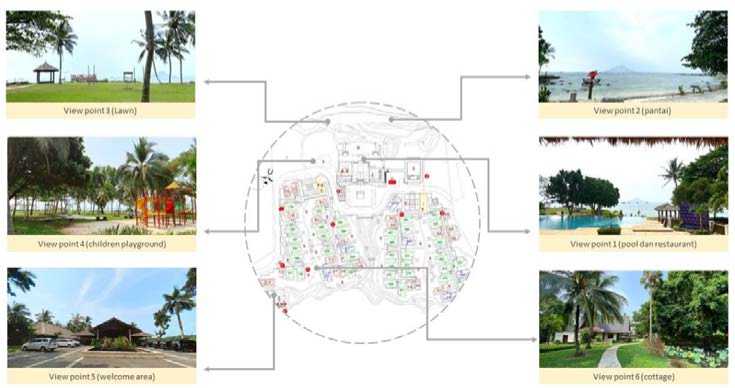 View point 3 (Lawn)
View point 2 (pantai)
View point 4 (children playground)
View point 1 (pool dan restaurant)
View point 5 (welcome area)
View point 6 (cottage)